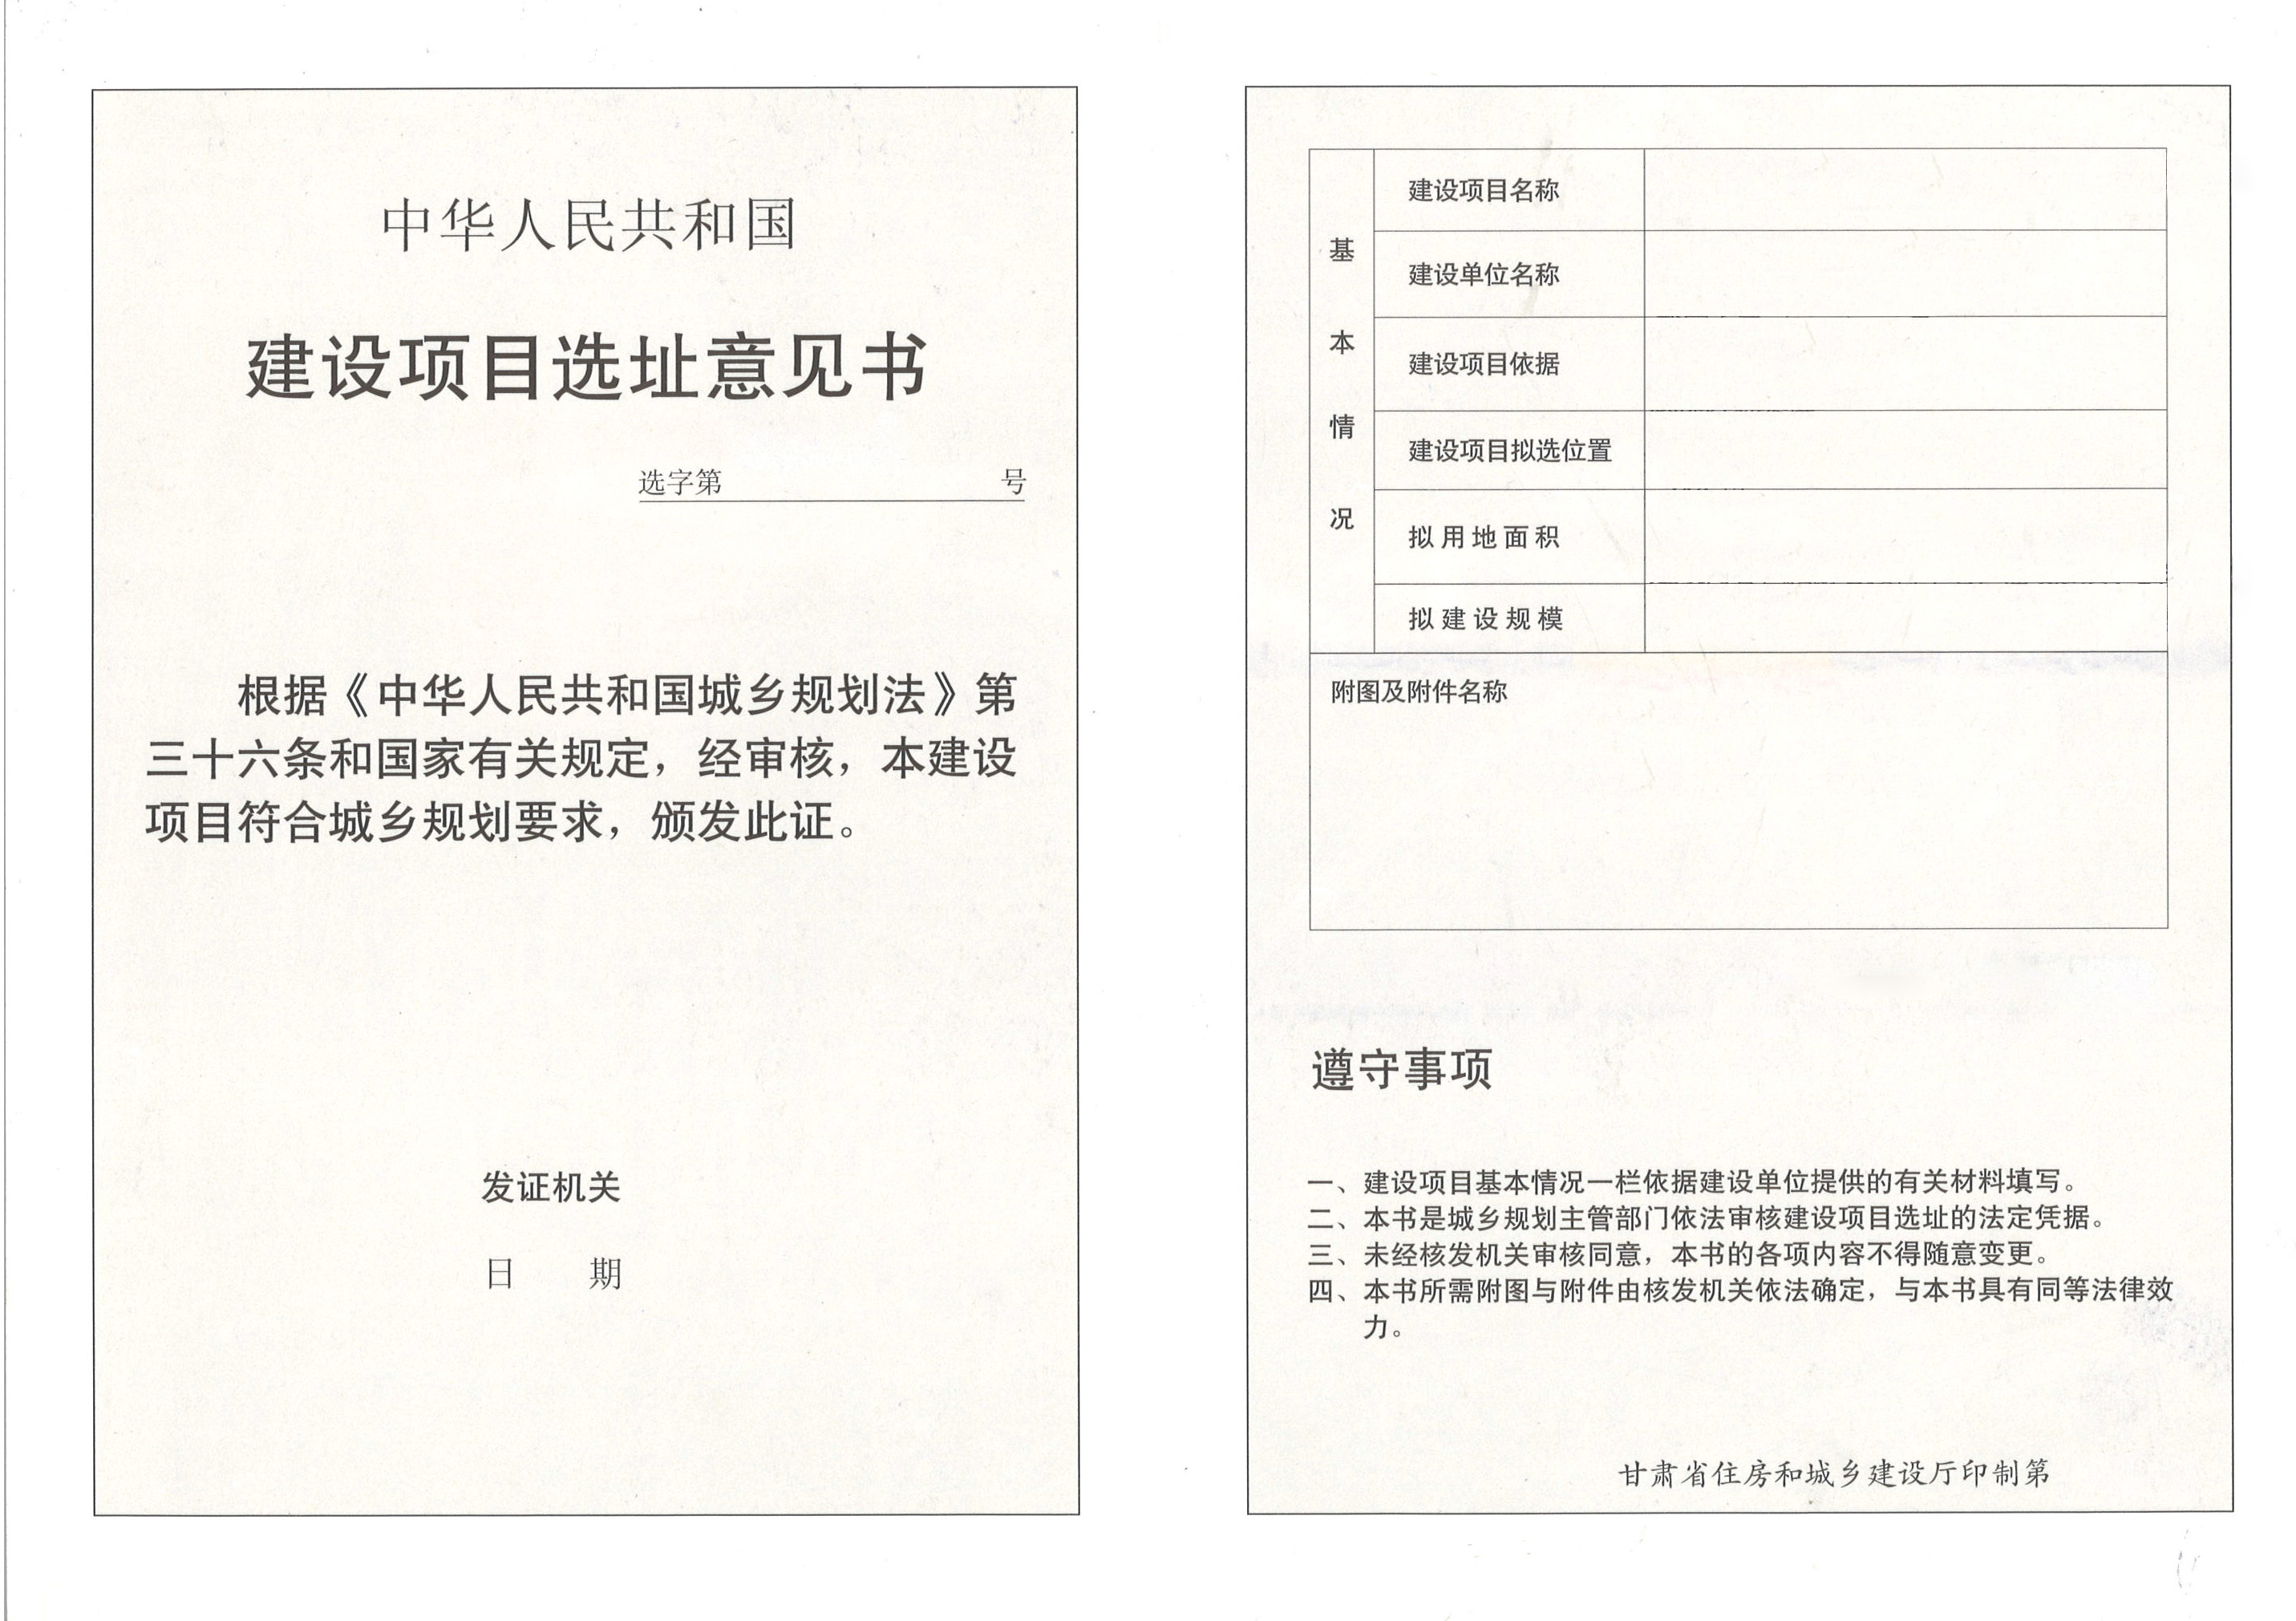 中华人民共和国
建设项目选址意见书
选字第 号
根据《中华人民共和国城乡规划法》第
三十六条和国家有关规定，经审核，本建设
项目符合城乡规划要求，颁发此证。
发证机关
日 期
基本情况
建设项目名称
建设单位名称
建设项目依据
建设项目拟选位置
拟用地面积
拟建设规模
附图及附件名称
遵守事项
一、建设项目基本情况一栏依据建设单位提供的有关材料填写。
二、本书是城乡规划主管部门依法审核建设项目选址的法定凭据。
三、未经核发机关审核同意，本书的各项内容不得随意变更。
四、本书所需附图与附件由核发机关依法确定，与本书具有同等法律效
力。
甘肃省住房和城乡建设厅印制第